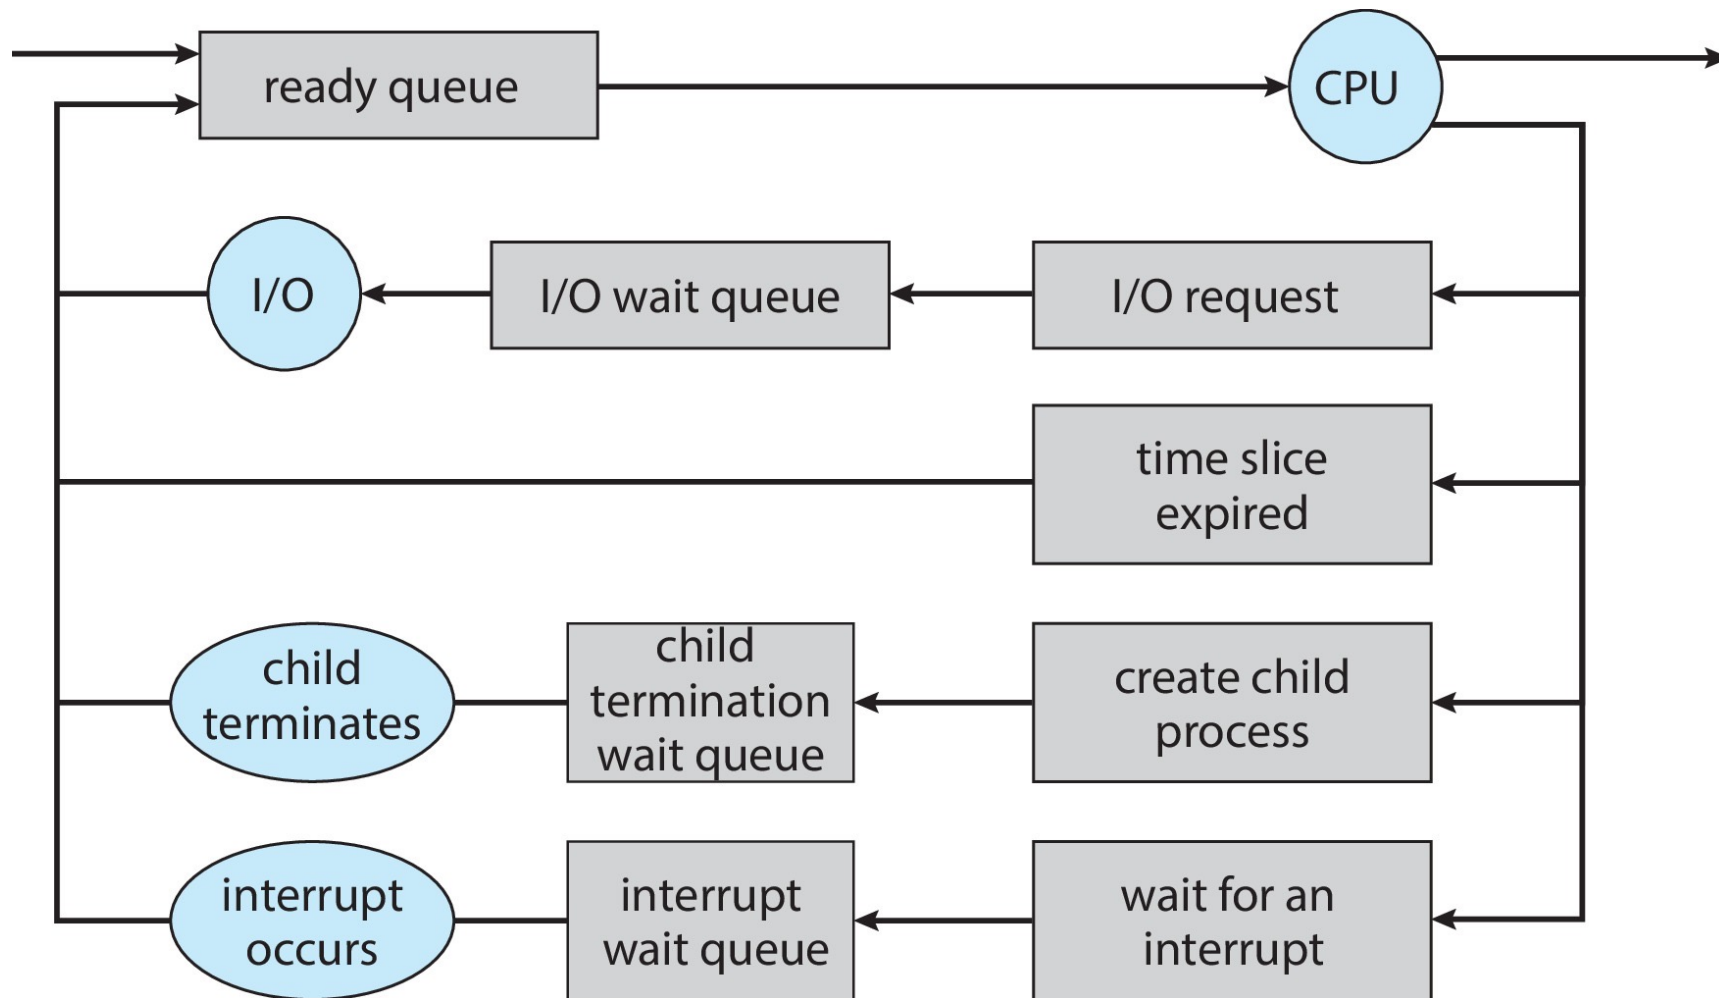 ready queue
CPU
I/O
I/O wait queue
I/O request
time slice
expired
child
terminates
child
termination
wait queue
create child
process
interrupt
occurs
interrupt
wait queue
wait for an
interrupt